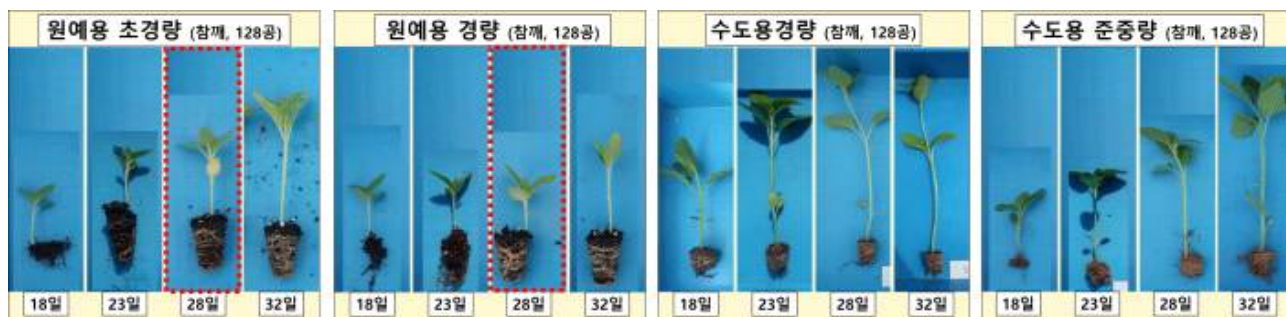 원예용 초경량 (참깨, 128공)
18일
23일
28일
32일
원예용 경량 (참깨, 128공)
18일
23일
28일
32일
수도용경량 (참깨, 128공)
18일
23일
28일
32일
수도용 준중량 (참깨, 128공)
18일
23일
28일
32일